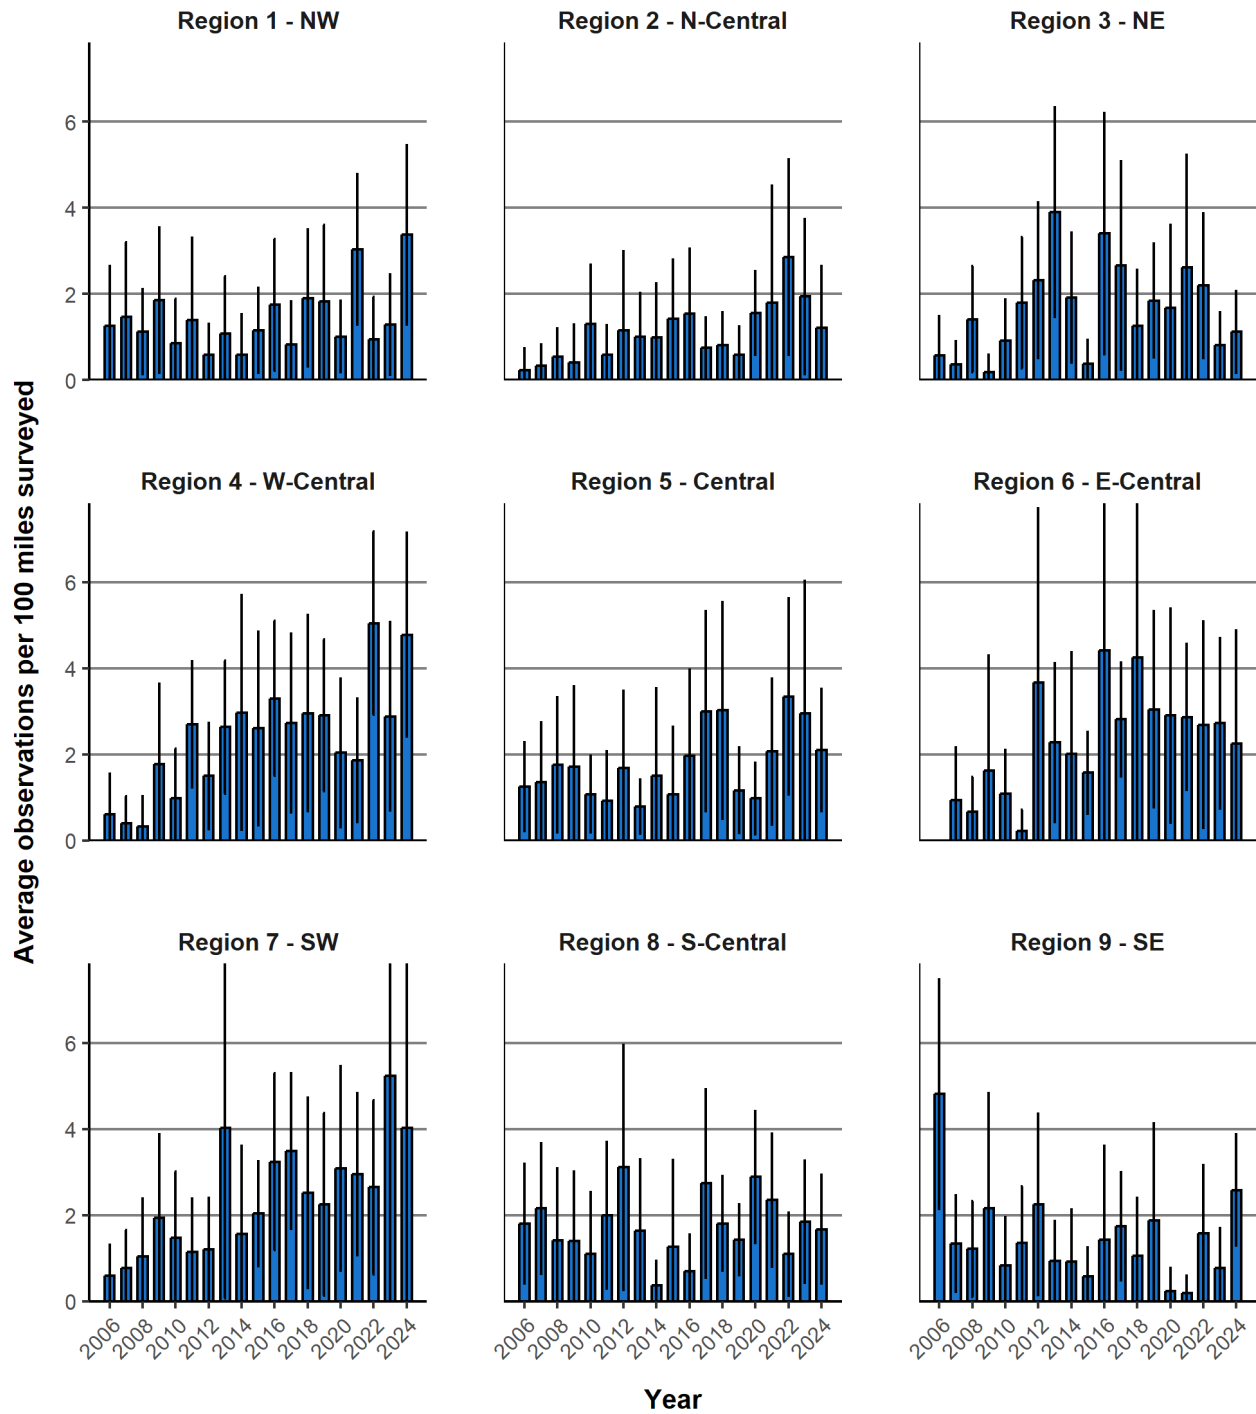 Region 1 - NW
Region 2 - N-Central
Region 3 - NE
6
4
2
0
Region 4 - W-Central
Region 5 - Central
Region 6 - E-Central
6
4
2
0
Average observations per 100 miles surveyed
Region 7 - SW
Region 8 - S-Central
Region 9 - SE
6
4
2
0
2006 2008 2010 2012 2014 2016 2018 2020 2022 2024
2006 2008 2010 2012 2014 2016 2018 2020 2022 2024
2006 2008 2010 2012 2014 2016 2018 2020 2022 2024
Year